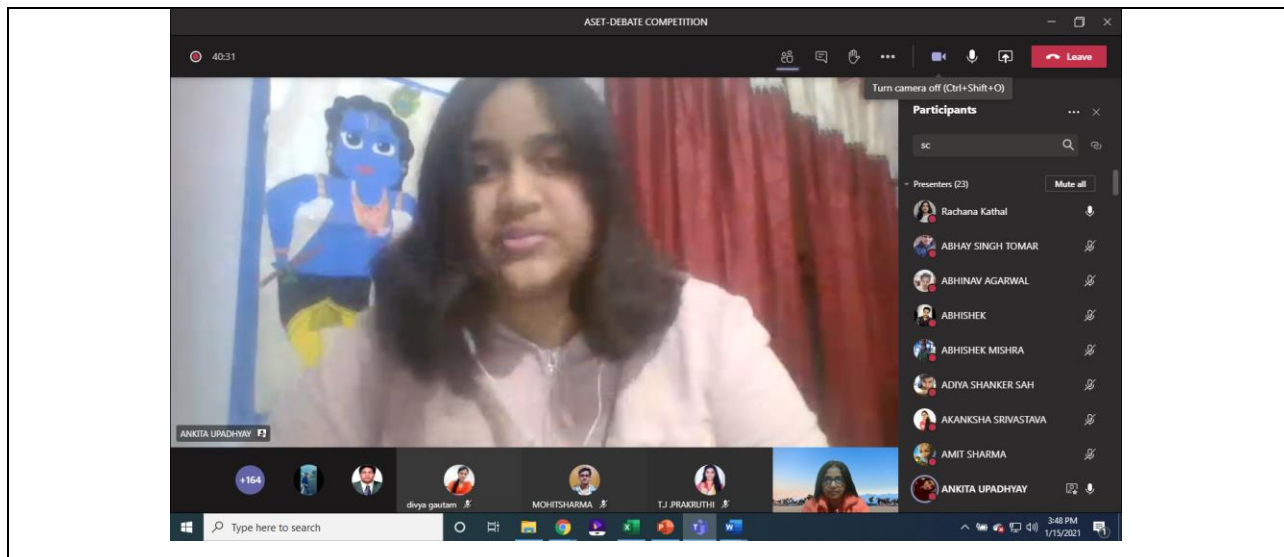 ASET-DEBATE COMPETITION
40:31
Leave
Turn camera off (Ctrl+Shift+O)
Participants
sc
Presenters (23)
Mute all
Rachana Kathal
ABHAY SINGH TOMAR
ABHINAV AGARWAL
ABHISHEK
ABHISHEK MISHRA
ADIYA SHANKER SAH
AKANKSHA SRIVASTAVA
AMIT SHARMA
ANKITA UPADHYAY
ANKITA UPADHYAY
+164
divya gautam
MOHITSHARMA
T.J .PRAKRUTHI
Type here to search
3:48 PM
1/15/2021